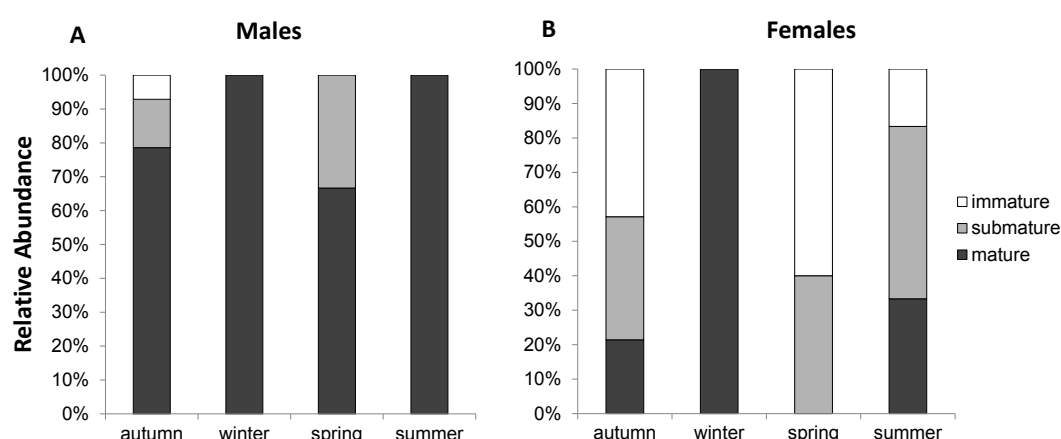 A Males
100%
90%
80%
70%
60%
50%
40%
30%
20%
10%
0%
Relative Abundance
autumn winter spring summer
B Females
100%
90%
80%
70%
60%
50%
40%
30%
20%
10%
0%
autumn winter spring summer
immature
submature
mature